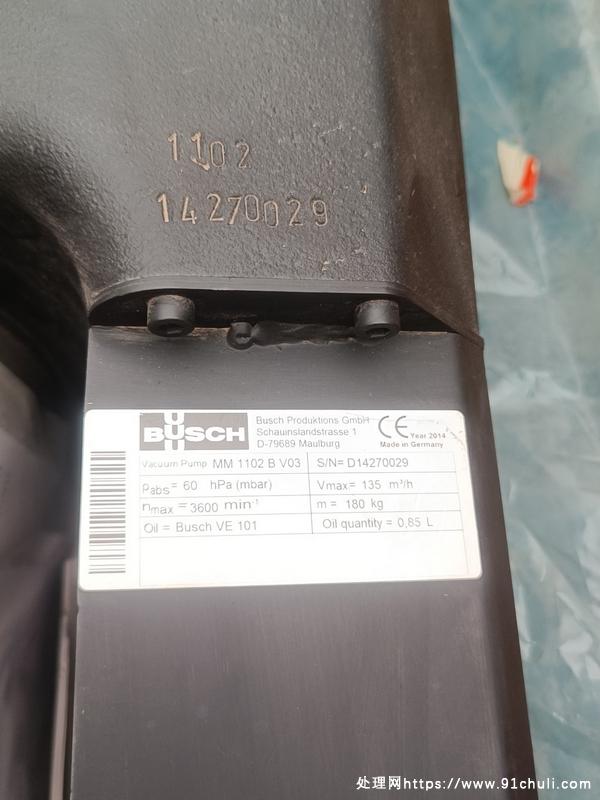 1102
14270029
BUSCH
Busch Produktions GmbH
Schauinslandstrasse 1
D-79689 Maulburg
CE Year 2014
Made in Germany
Vacuum Pump MM 1102 B V03
S/N= D14270029
Pabs = 60 hPa (mbar)
Vmax= 135 m³/h
nmax = 3600 min-1
m = 180 kg
Oil = Busch VE 101
Oil quantity = 0,85 L
处理网https://www.91chuli.com/